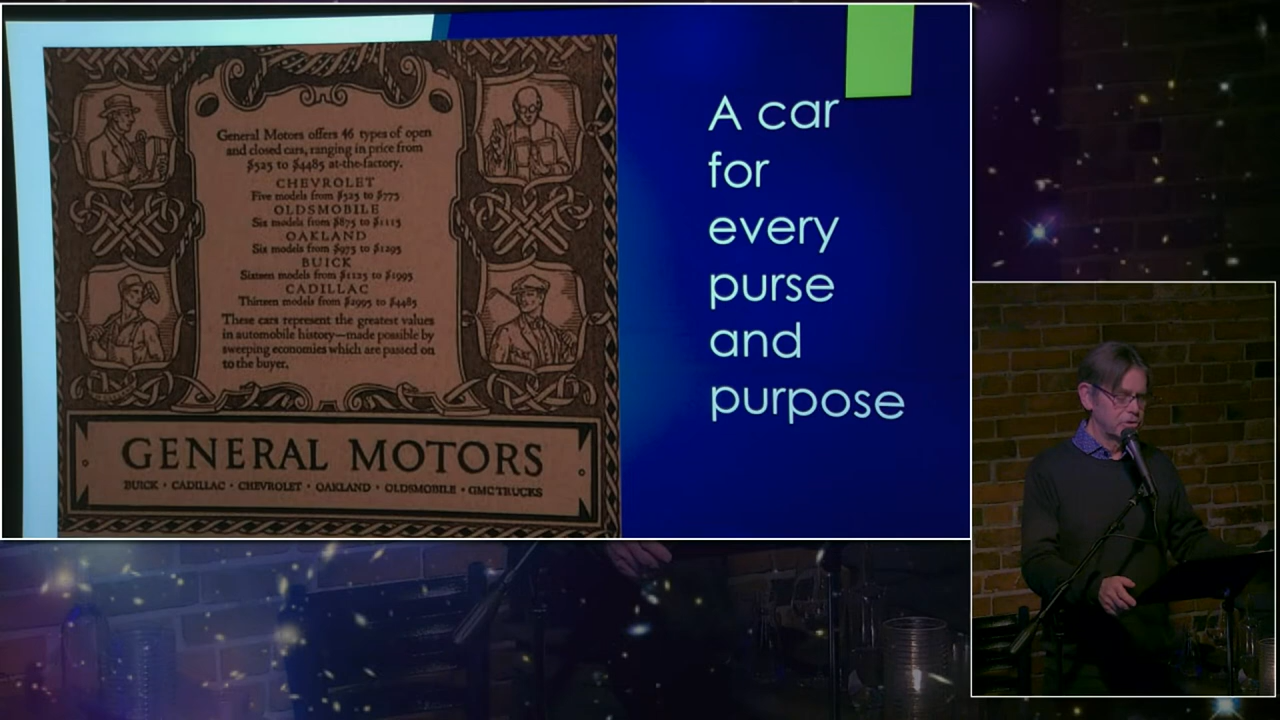 General Motors offers 46 types of open
and closed cars, ranging in price from
$525 to $4485 at-the-factory.
CHEVROLET
Five models from $525 to $775
OLDSMOBILE
Six models from $875 to $1115
OAKLAND
Six models from $975 to $1295
BUICK
Sixteen models from $1125 to $1995
CADILLAC
Thirteen models from $2995 to $4485
These cars represent the greatest values
in automobile history—made possible by
sweeping economies which are passed on
to the buyer.
GENERAL MOTORS
BUICK • CADILLAC • CHEVROLET • OAKLAND • OLDSMOBILE • GMC TRUCKS
A car
for
every
purse
and
purpose